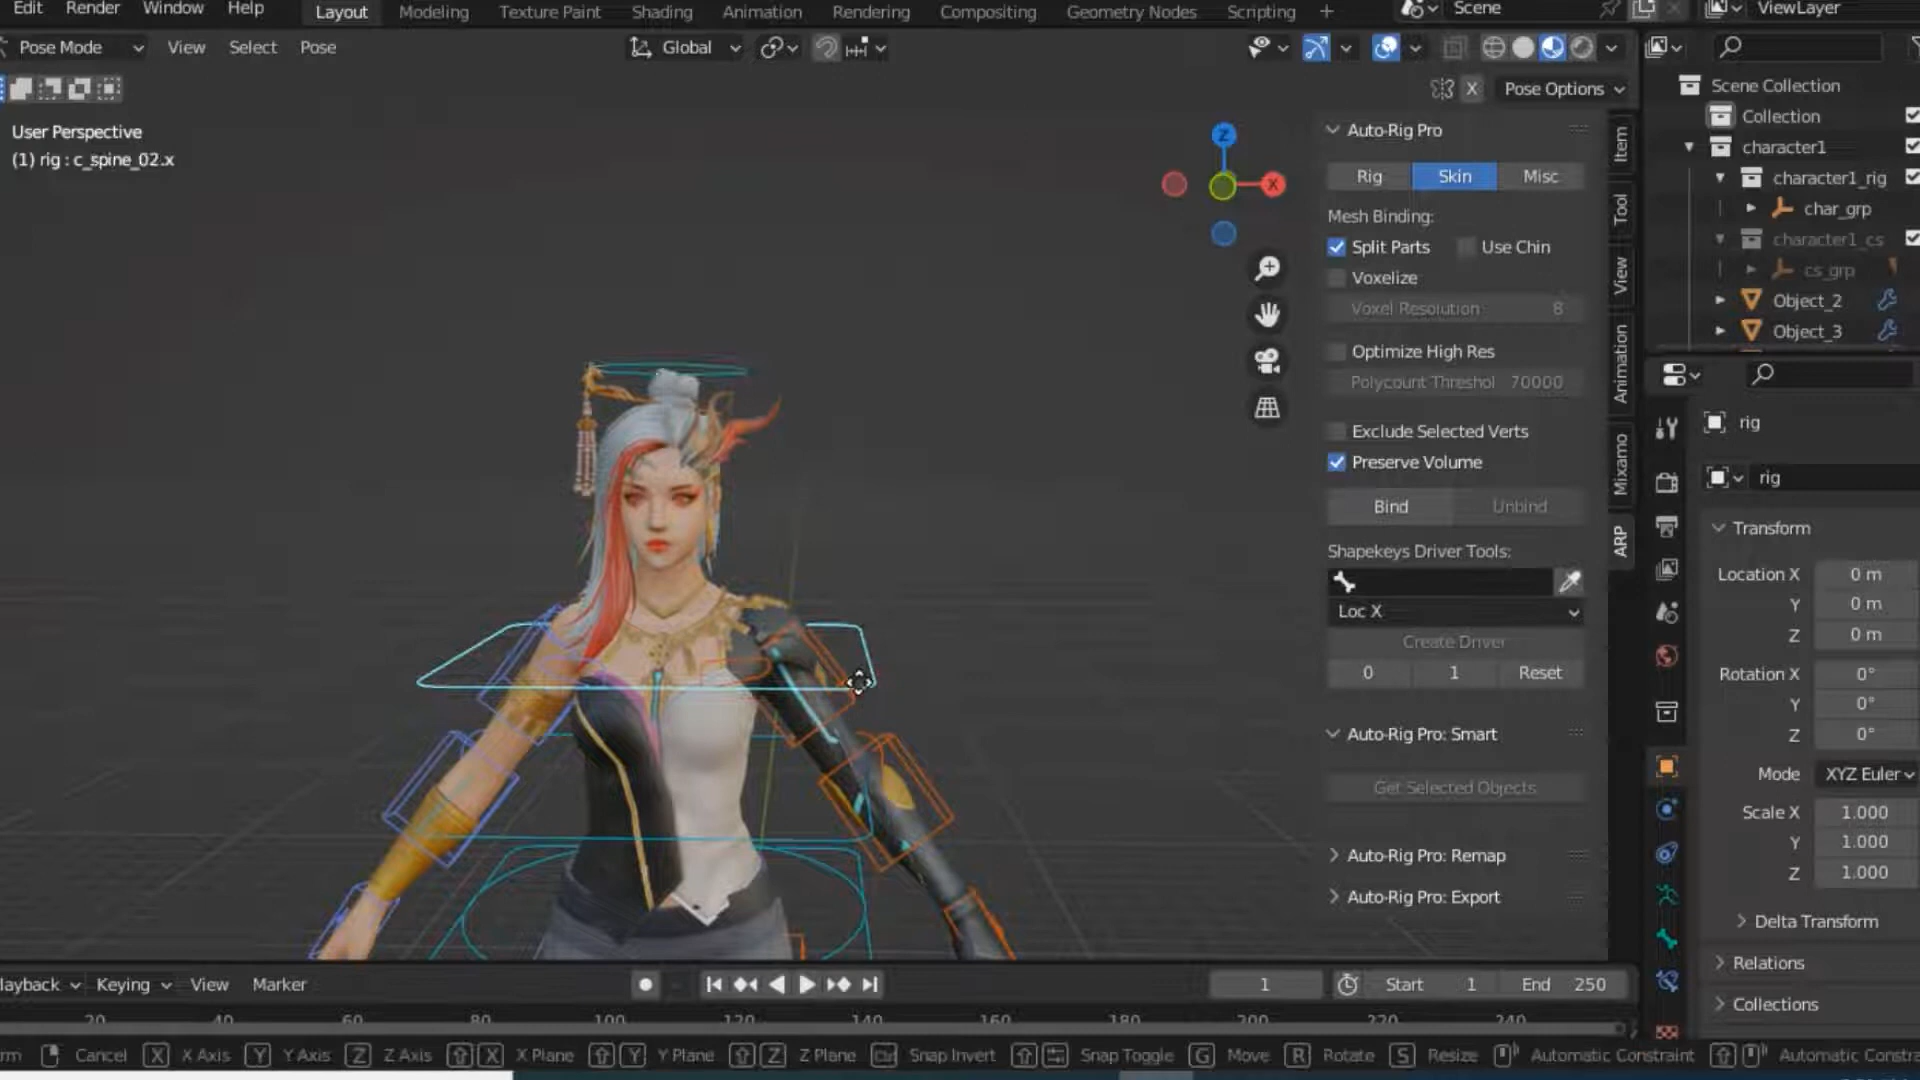 Edit Render Window Help Layout Modeling Texture Paint Shading Animation Rendering Compositing Geometry Nodes Scripting + Scene ViewLayer
Pose Mode View Select Pose Global
X Pose Options
User Perspective
(1) rig : c_spine_02.x
Z
X
Auto-Rig Pro
Rig Skin Misc
Mesh Binding:
Split Parts Use Chin
Voxelize
Voxel Resolution 8
Optimize High Res
Polycount Threshol 70000
Exclude Selected Verts
Preserve Volume
Bind Unbind
Shapekeys Driver Tools:
Loc X
Create Driver
0 1 Reset
Auto-Rig Pro: Smart
Get Selected Objects
Auto-Rig Pro: Remap
Auto-Rig Pro: Export
Item
Tool
View
Animation
Mixamo
ARP
Scene Collection
Collection
character1
character1_rig
char_grp
character1_cs
cs_grp
Object_2
Object_3
rig
rig
Transform
Location X 0 m
Y 0 m
Z 0 m
Rotation X 0°
Y 0°
Z 0°
Mode XYZ Euler
Scale X 1.000
Y 1.000
Z 1.000
Delta Transform
Relations
Collections
layback Keying View Marker 1 Start 1 End 250
20 40 60 80 100 120 140 160 180 200 220 240
rm Cancel X X Axis Y Y Axis Z Z Axis X X Plane Y Y Plane Z Z Plane Ctrl Snap Invert Snap Toggle G Move R Rotate S Resize Automatic Constraint Automatic Constra